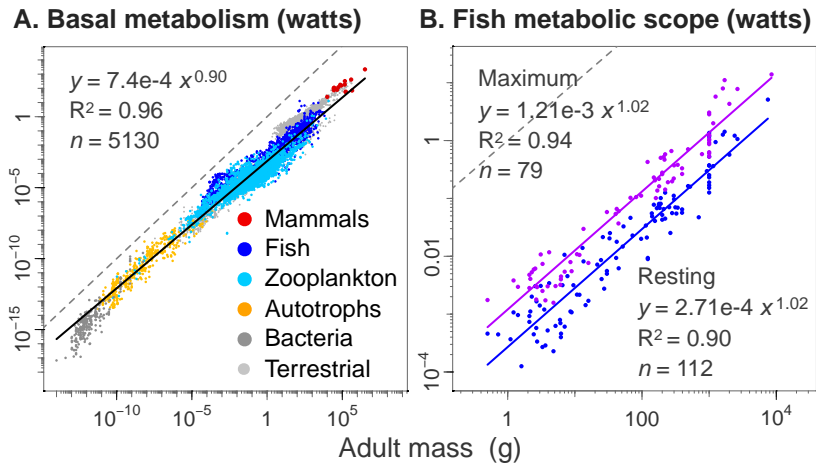 A. Basal metabolism (watts)
y = 7.4e-4 x^0.90
R² = 0.96
n = 5130
1
10^−5
10^−10
10^−15
Mammals
Fish
Zooplankton
Autotrophs
Bacteria
Terrestrial
10^−10
10^−5
1
10^5
B. Fish metabolic scope (watts)
Maximum
y = 1.21e-3 x^1.02
R² = 0.94
n = 79
1
0.01
10^−4
Resting
y = 2.71e-4 x^1.02
R² = 0.90
n = 112
1
100
10^4
Adult mass (g)